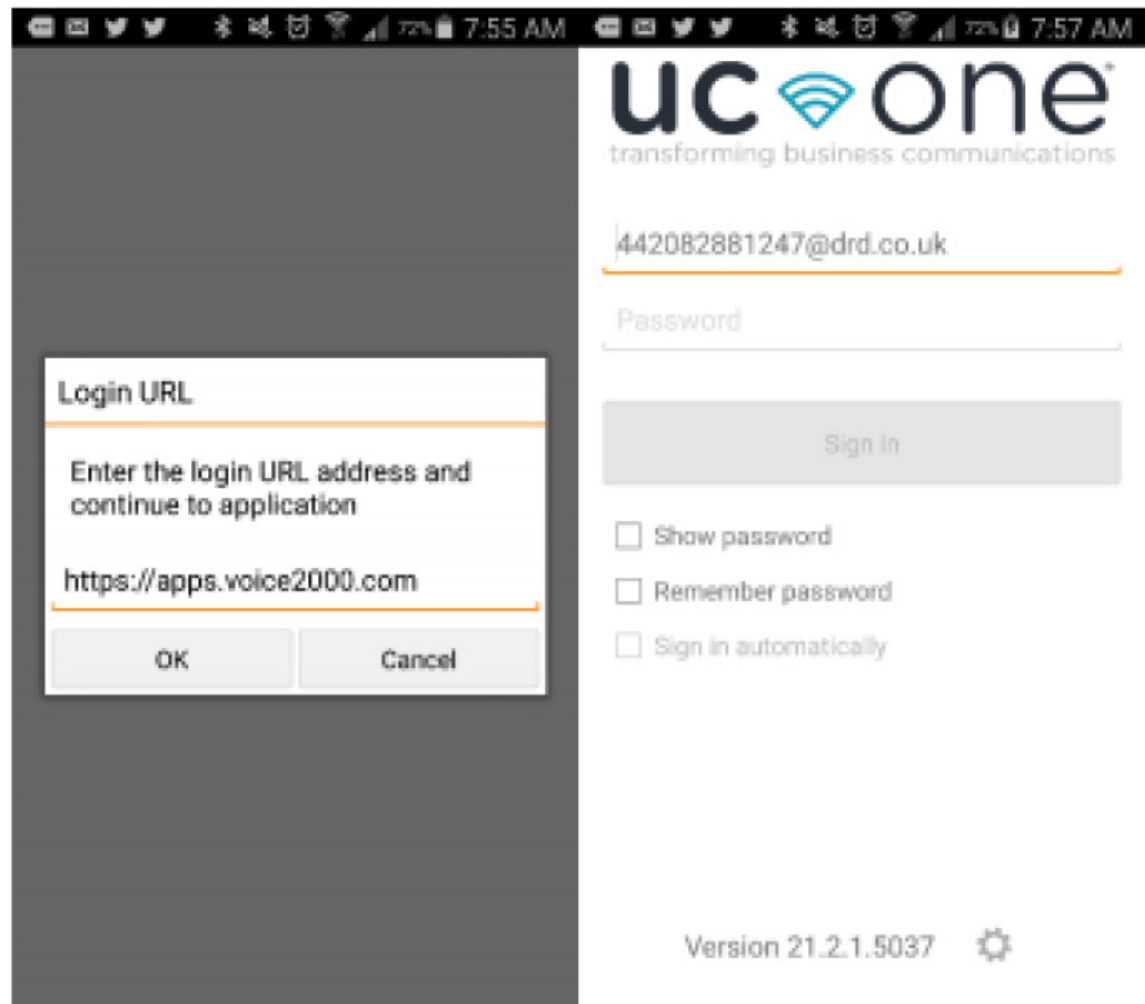 72% 7:55 AM
Login URL
Enter the login URL address and
continue to application
https://apps.voice2000.com
OK
Cancel
72% 7:57 AM
uc one
transforming business communications
442082881247@drd.co.uk
Password
Sign in
Show password
Remember password
Sign in automatically
Version 21.2.1.5037